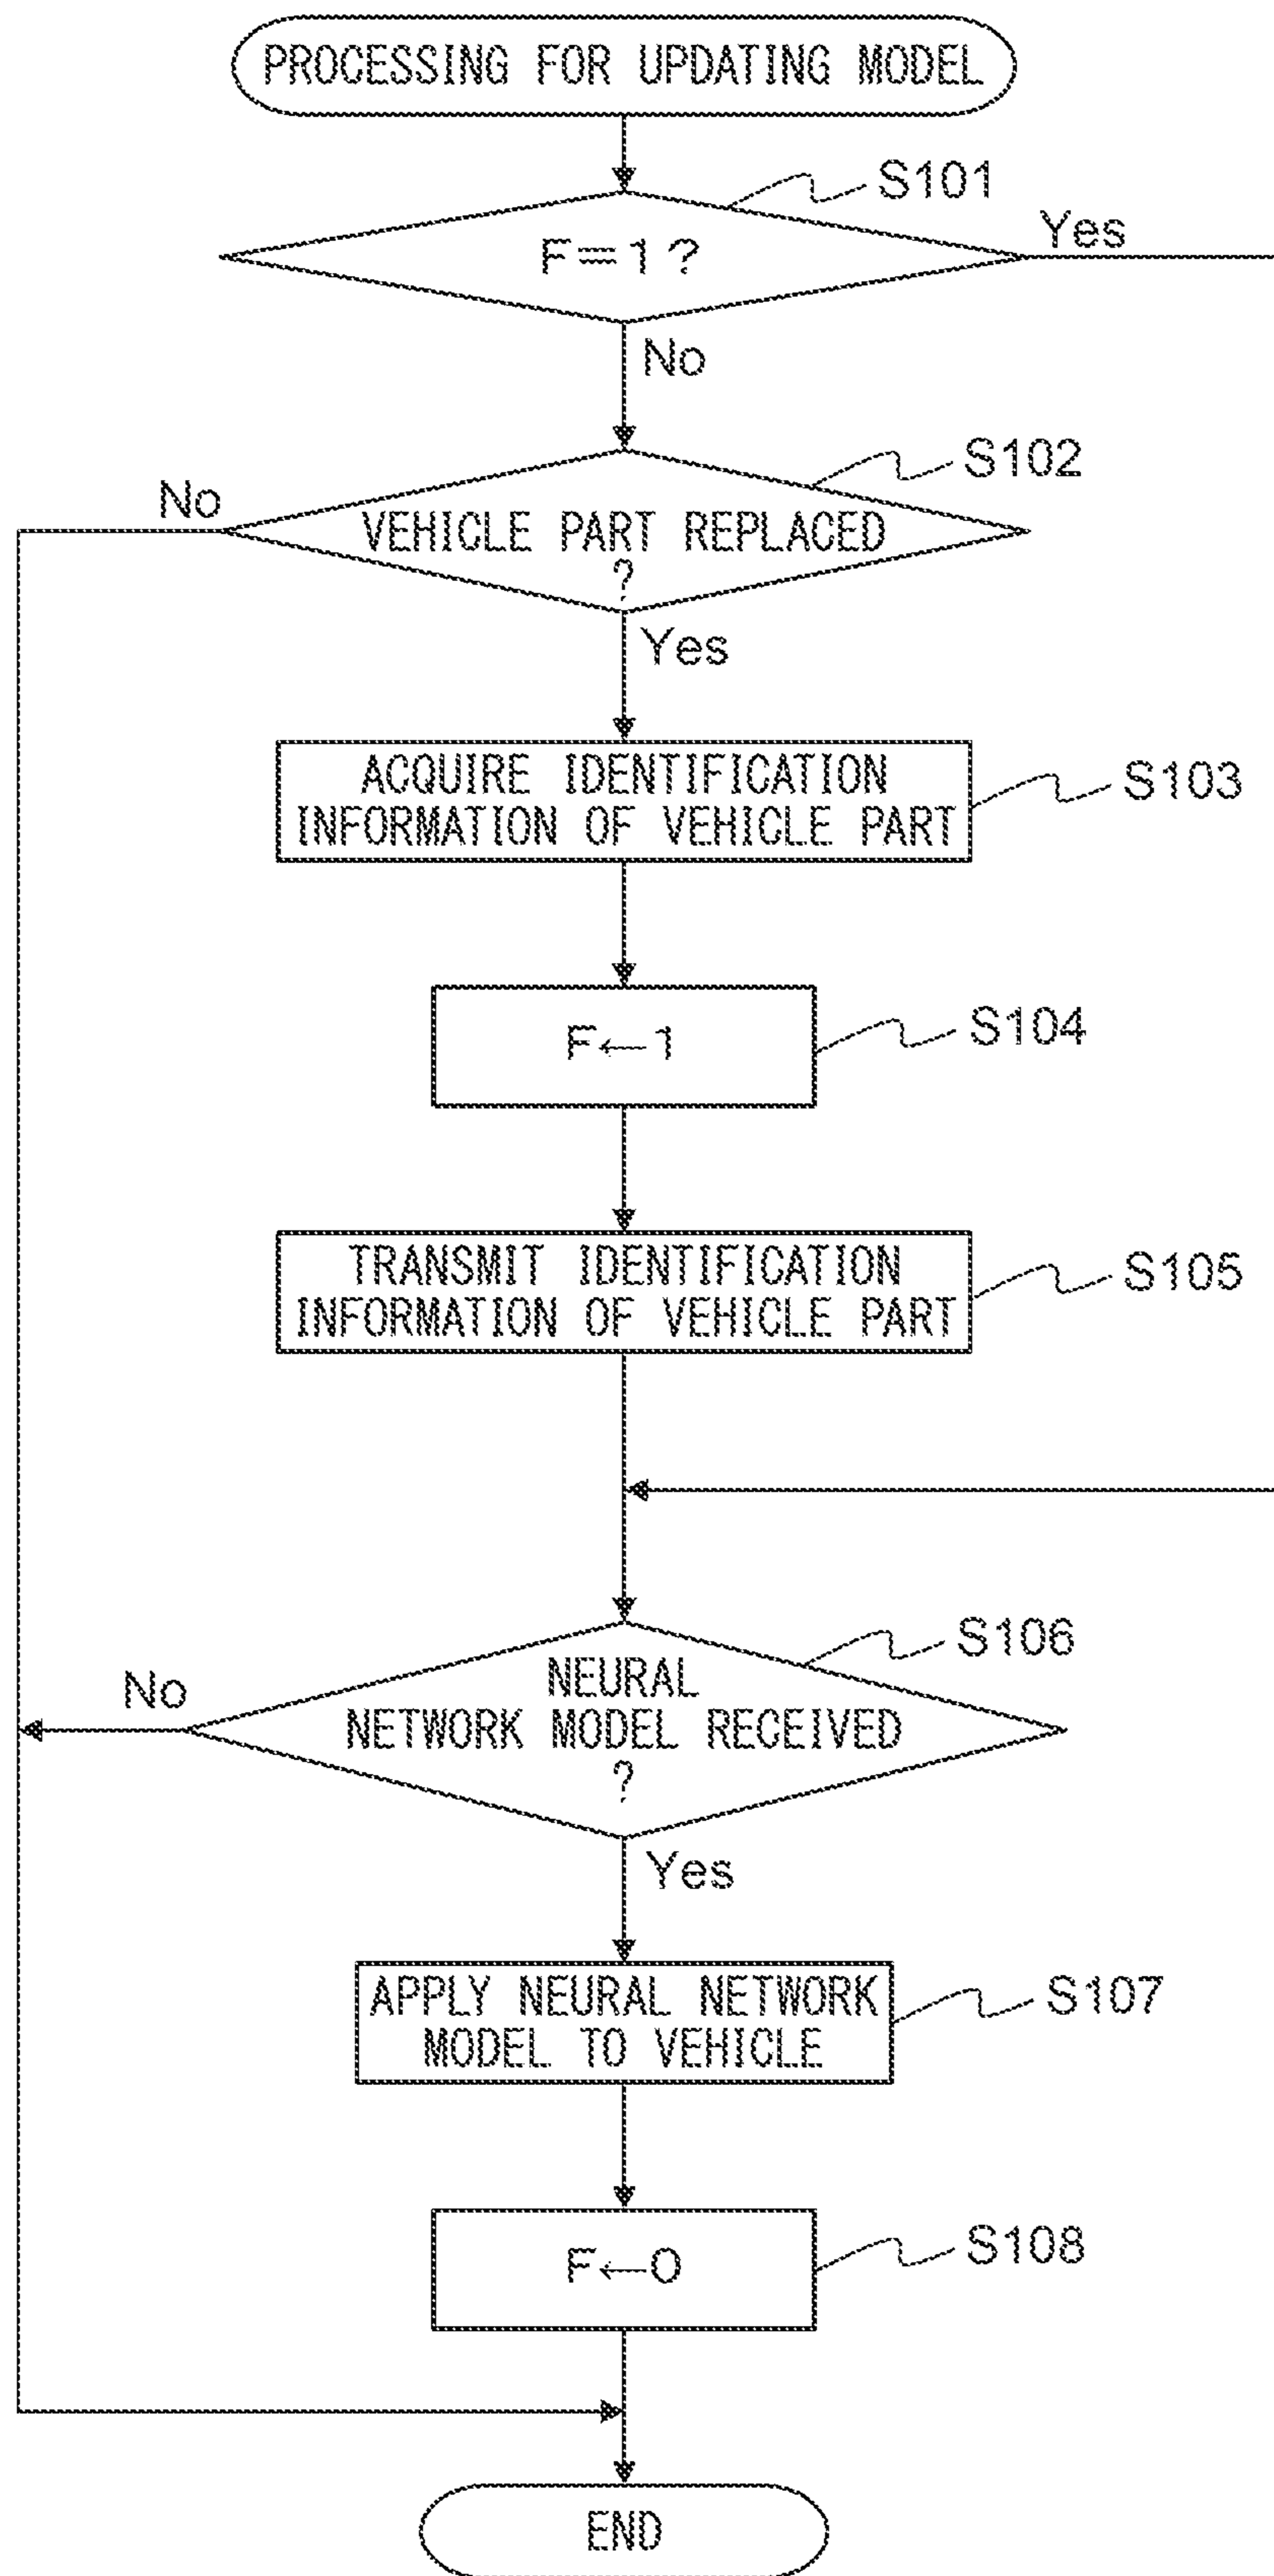 PROCESSING FOR UPDATING MODEL
S101
F=1?
Yes
No
S102
No
VEHICLE PART REPLACED
?
Yes
ACQUIRE IDENTIFICATION
INFORMATION OF VEHICLE PART
S103
F←1
S104
TRANSMIT IDENTIFICATION
INFORMATION OF VEHICLE PART
S105
S106
No
NEURAL
NETWORK MODEL RECEIVED
?
Yes
APPLY NEURAL NETWORK
MODEL TO VEHICLE
S107
F←0
S108
END